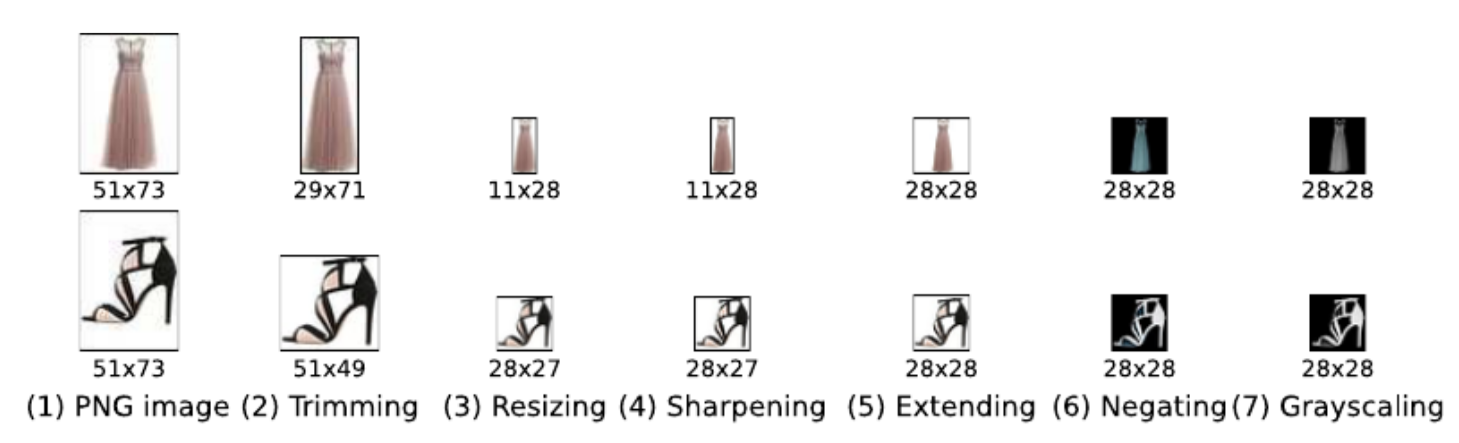 51x73 29x71 11x28 11x28 28x28 28x28 28x28
51x73 51x49 28x27 28x27 28x28 28x28 28x28
(1) PNG image (2) Trimming (3) Resizing (4) Sharpening (5) Extending (6) Negating (7) Grayscaling